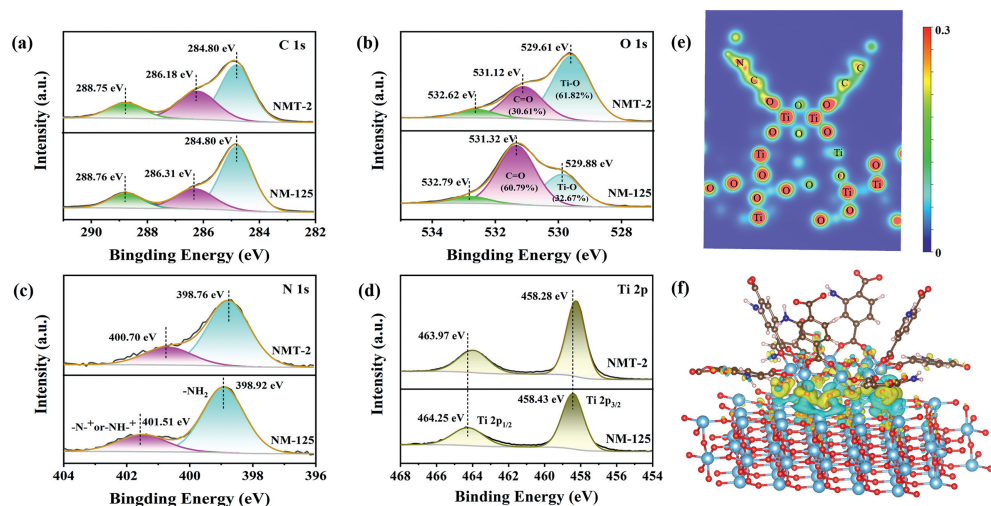 (a)
C 1s
284.80 eV
286.18 eV
288.75 eV
NMT-2
284.80 eV
286.31 eV
288.76 eV
NM-125
Intensity (a.u.)
290 288 286 284 282
Bingding Energy (eV)
(b)
O 1s
529.61 eV
531.12 eV
532.62 eV
Ti-O
(61.82%)
C=O
(30.61%)
NMT-2
531.32 eV
529.88 eV
532.79 eV
C=O
(60.79%)
Ti-O
(32.67%)
NM-125
Intensity (a.u.)
534 532 530 528
Bingding Energy (eV)
(c)
N 1s
398.76 eV
400.70 eV
NMT-2
-NH2
398.92 eV
-N-+or-NH-+
401.51 eV
NM-125
Intensity (a.u.)
404 402 400 398 396
Bingding Energy (eV)
(d)
Ti 2p
458.28 eV
463.97 eV
NMT-2
458.43 eV
Ti 2p3/2
464.25 eV
Ti 2p1/2
NM-125
Intensity (a.u.)
468 466 464 462 460 458 456 454
Binding Energy (eV)
(e)
N
C
C
C
O O O
Ti Ti
O O O
Ti Ti
O O
O O O O Ti O
Ti O O O
0.3
0
(f)